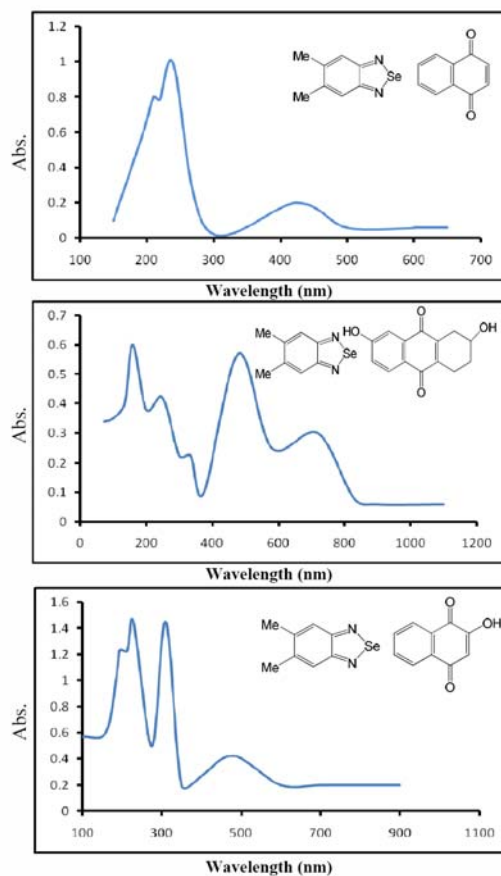 1.2
1
0.8
0.6
0.4
0.2
0
Abs.
Me
Me
N
Se
N
O
O
100 200 300 400 500 600 700
Wavelength (nm)
0.7
0.6
0.5
0.4
0.3
0.2
0.1
0
Abs.
Me
Me
N
Se
N
HO
O
OH
O
0 200 400 600 800 1000 1200
Wavelength (nm)
1.6
1.4
1.2
1
0.8
0.6
0.4
0.2
0
Abs.
Me
Me
N
Se
N
O
OH
O
100 300 500 700 900 1100
Wavelength (nm)